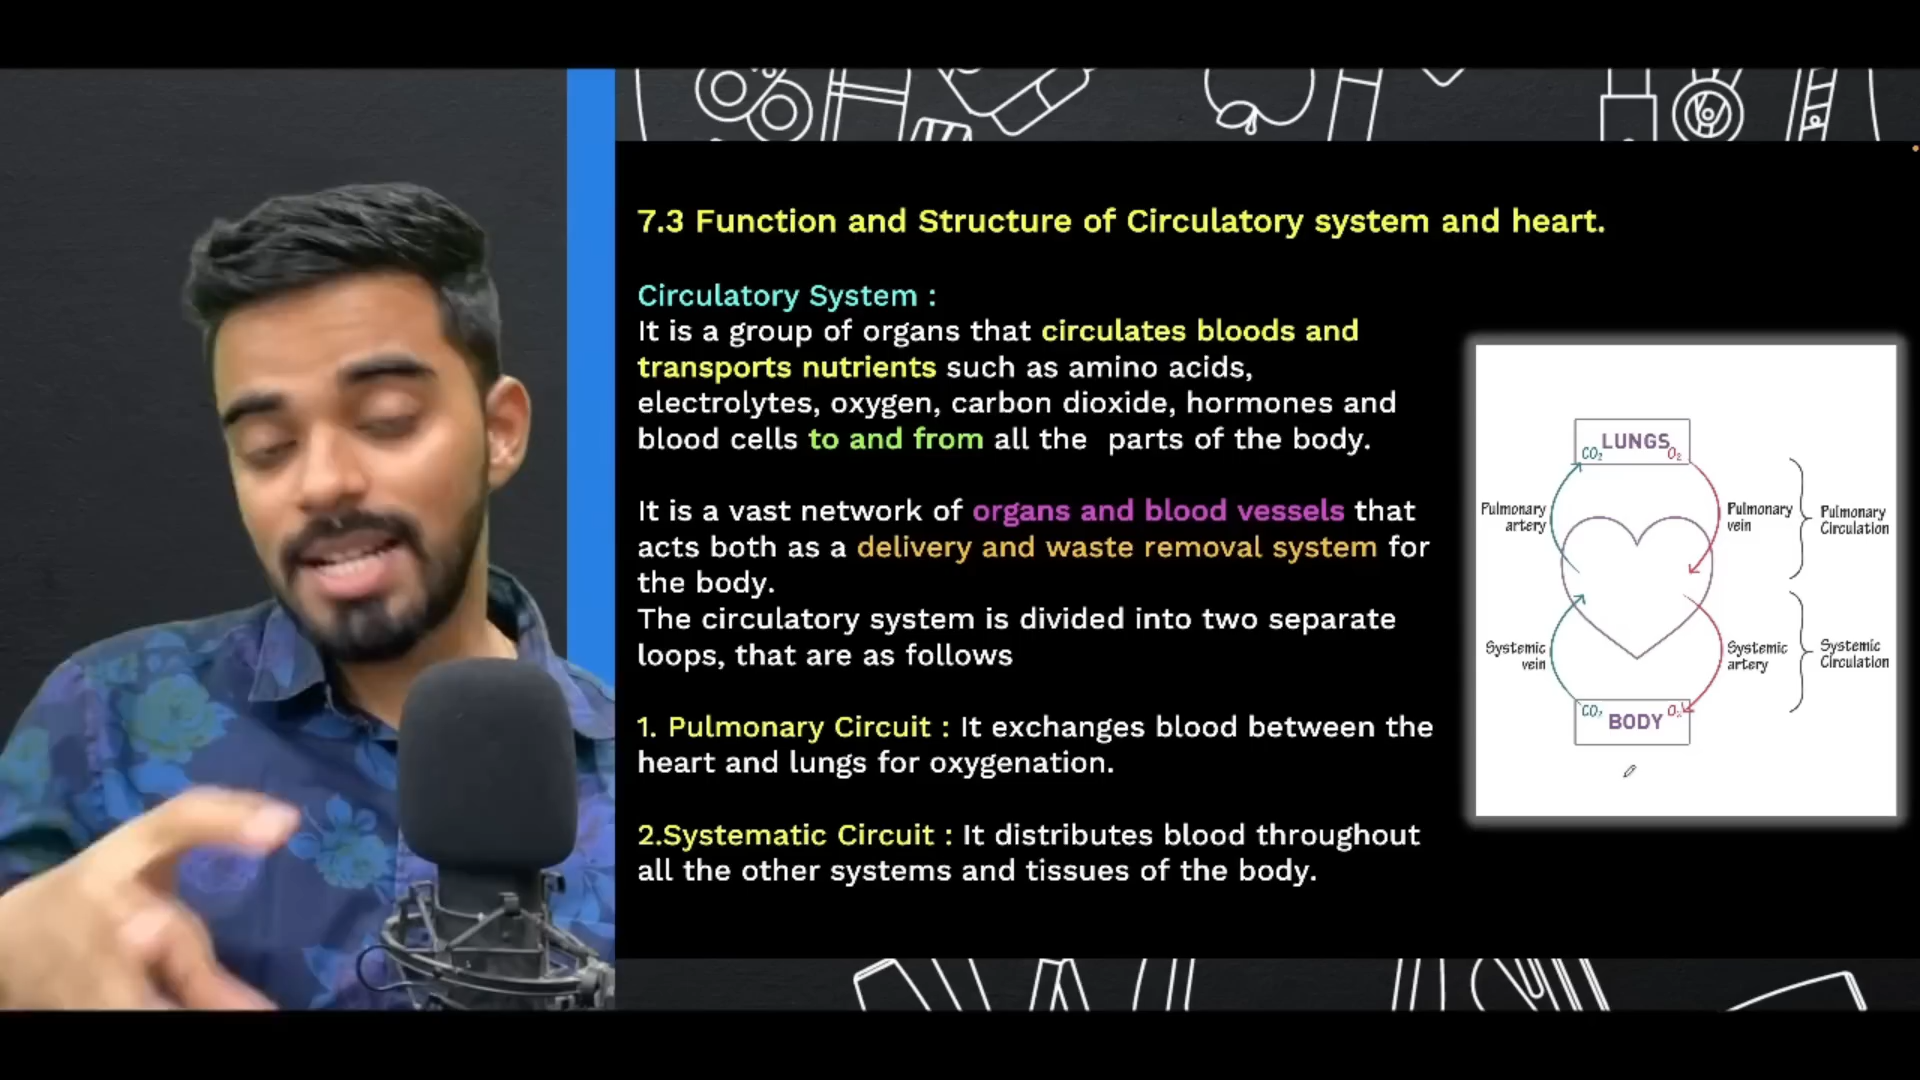 7.3 Function and Structure of Circulatory system and heart.
Circulatory System :
It is a group of organs that circulates bloods and
transports nutrients such as amino acids,
electrolytes, oxygen, carbon dioxide, hormones and
blood cells to and from all the parts of the body.
It is a vast network of organs and blood vessels that
acts both as a delivery and waste removal system for
the body.
The circulatory system is divided into two separate
loops, that are as follows
1. Pulmonary Circuit : It exchanges blood between the
heart and lungs for oxygenation.
2.Systematic Circuit : It distributes blood throughout
all the other systems and tissues of the body.
LUNGS
CO₂ O₂
Pulmonary
artery
Pulmonary
vein
Pulmonary
Circulation
Systemic
vein
Systemic
artery
Systemic
Circulation
CO₂ O₂
BODY